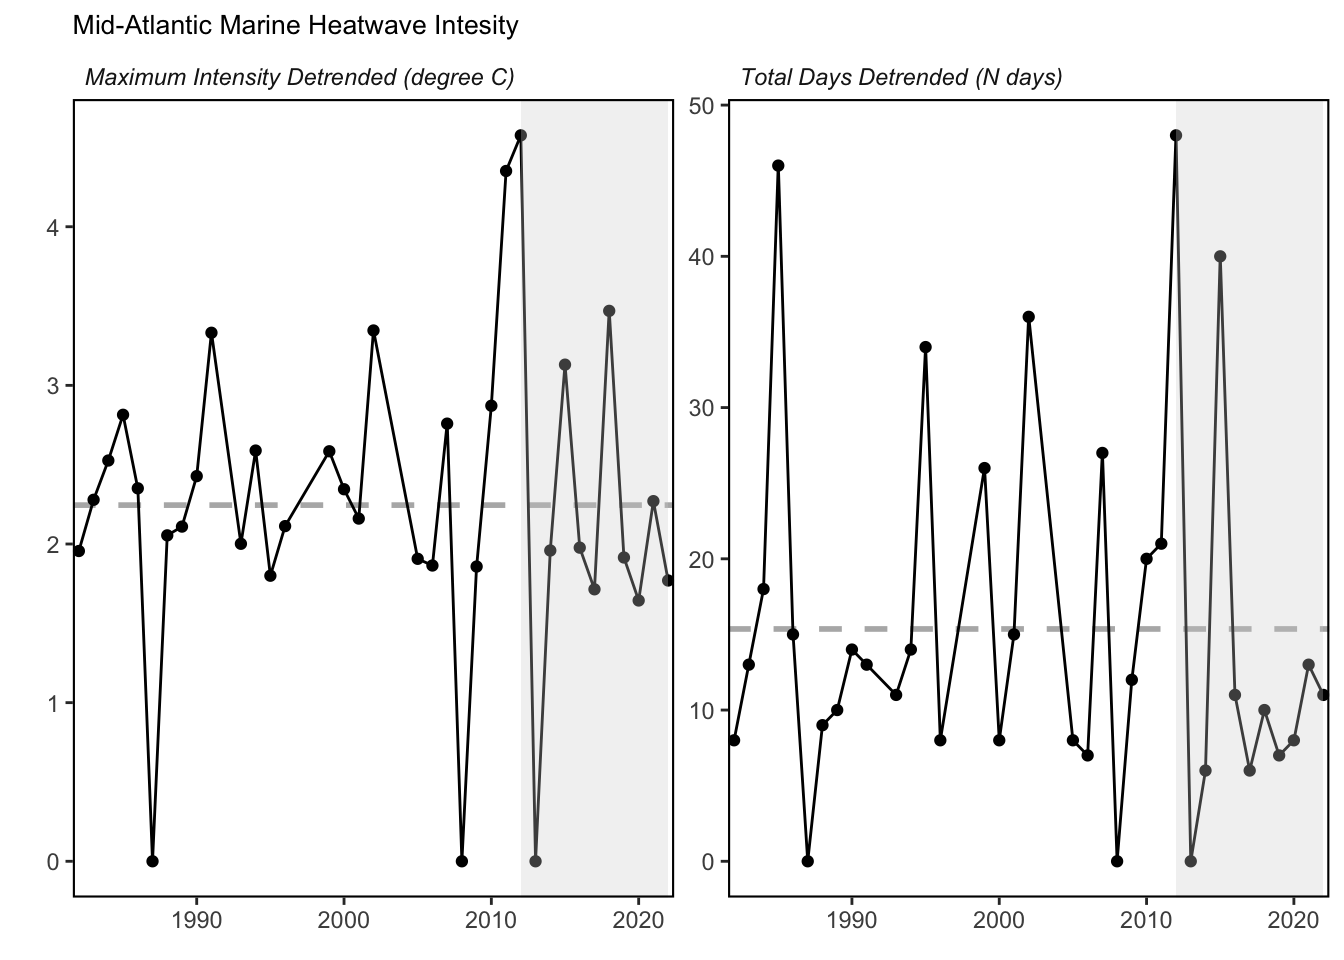 Mid-Atlantic Marine Heatwave Intesity
Maximum Intensity Detrended (degree C)
4
3
2
1
0
1990 2000 2010 2020
Total Days Detrended (N days)
50
40
30
20
10
0
1990 2000 2010 2020